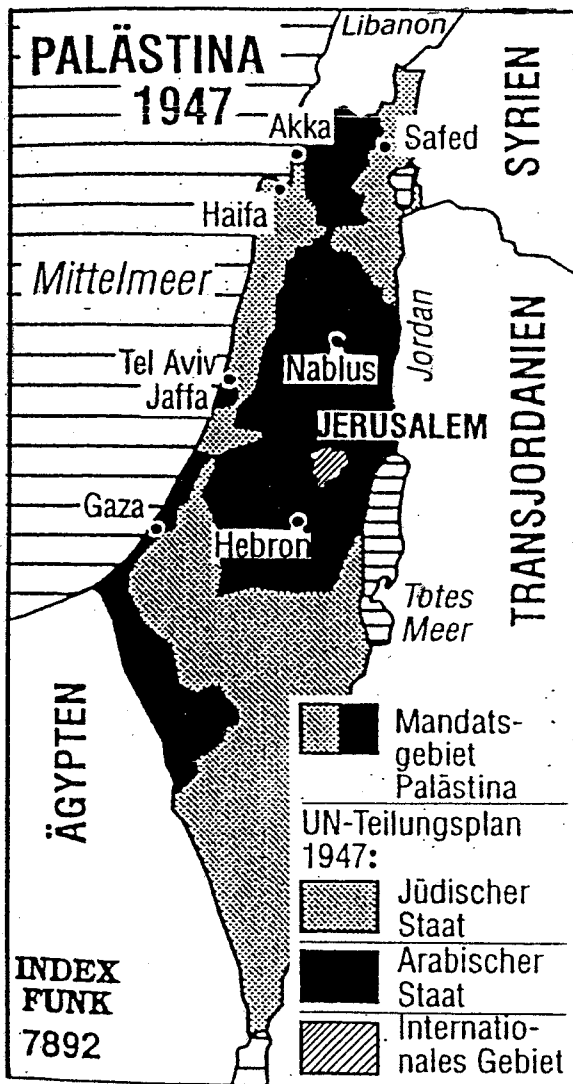 PALÄSTINA
1947
Libanon
SYRIEN
Akka
Safed
Haifa
Mittelmeer
Jordan
Tel Aviv
Jaffa
Nablus
JERUSALEM
TRANSJORDANIEN
Gaza
Hebron
Totes
Meer
ÄGYPTEN
Mandats-
gebiet
Palästina
UN-Teilungsplan
1947:
Jüdischer
Staat
Arabischer
Staat
Internatio-
nales Gebiet
INDEX
FUNK
7892